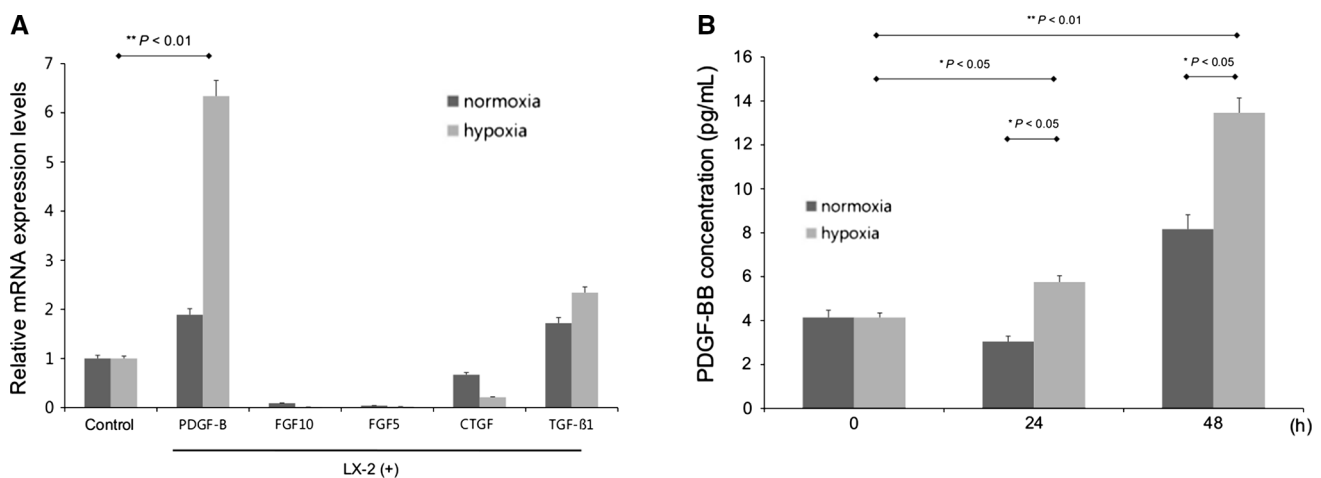 A
** P < 0.01
Relative mRNA expression levels
7
6
5
4
3
2
1
0
normoxia
hypoxia
Control
PDGF-B
FGF10
FGF5
CTGF
TGF-ß1
LX-2 (+)
B
** P < 0.01
* P < 0.05
* P < 0.05
* P < 0.05
PDGF-BB concentration (pg/mL)
16
14
12
10
8
6
4
2
0
normoxia
hypoxia
0
24
48
(h)